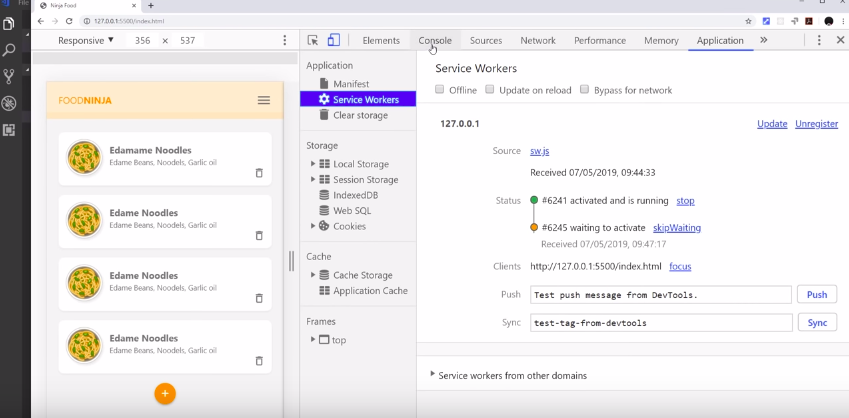 File
Ninja Food
127.0.0.1:5500/index.html
Responsive ▼ 356 × 537
Elements Console Sources Network Performance Memory Application »
FOODNINJA
Edamame Noodles
Edame Beans, Noodels, Garlic oil
Edame Noodles
Edame Beans, Noodels, Garlic oil
Edame Noodles
Edame Beans, Noodels, Garlic oil
Edame Noodles
Edame Beans, Noodels, Garlic oil
+
Application
Manifest
Service Workers
Clear storage
Storage
Local Storage
Session Storage
IndexedDB
Web SQL
Cookies
Cache
Cache Storage
Application Cache
Frames
top
Service Workers
Offline Update on reload Bypass for network
127.0.0.1 Update Unregister
Source sw.js
Received 07/05/2019, 09:44:33
Status #6241 activated and is running stop
#6245 waiting to activate skipWaiting
Received 07/05/2019, 09:47:17
Clients http://127.0.0.1:5500/index.html focus
Push Test push message from DevTools. Push
Sync test-tag-from-devtools Sync
Service workers from other domains